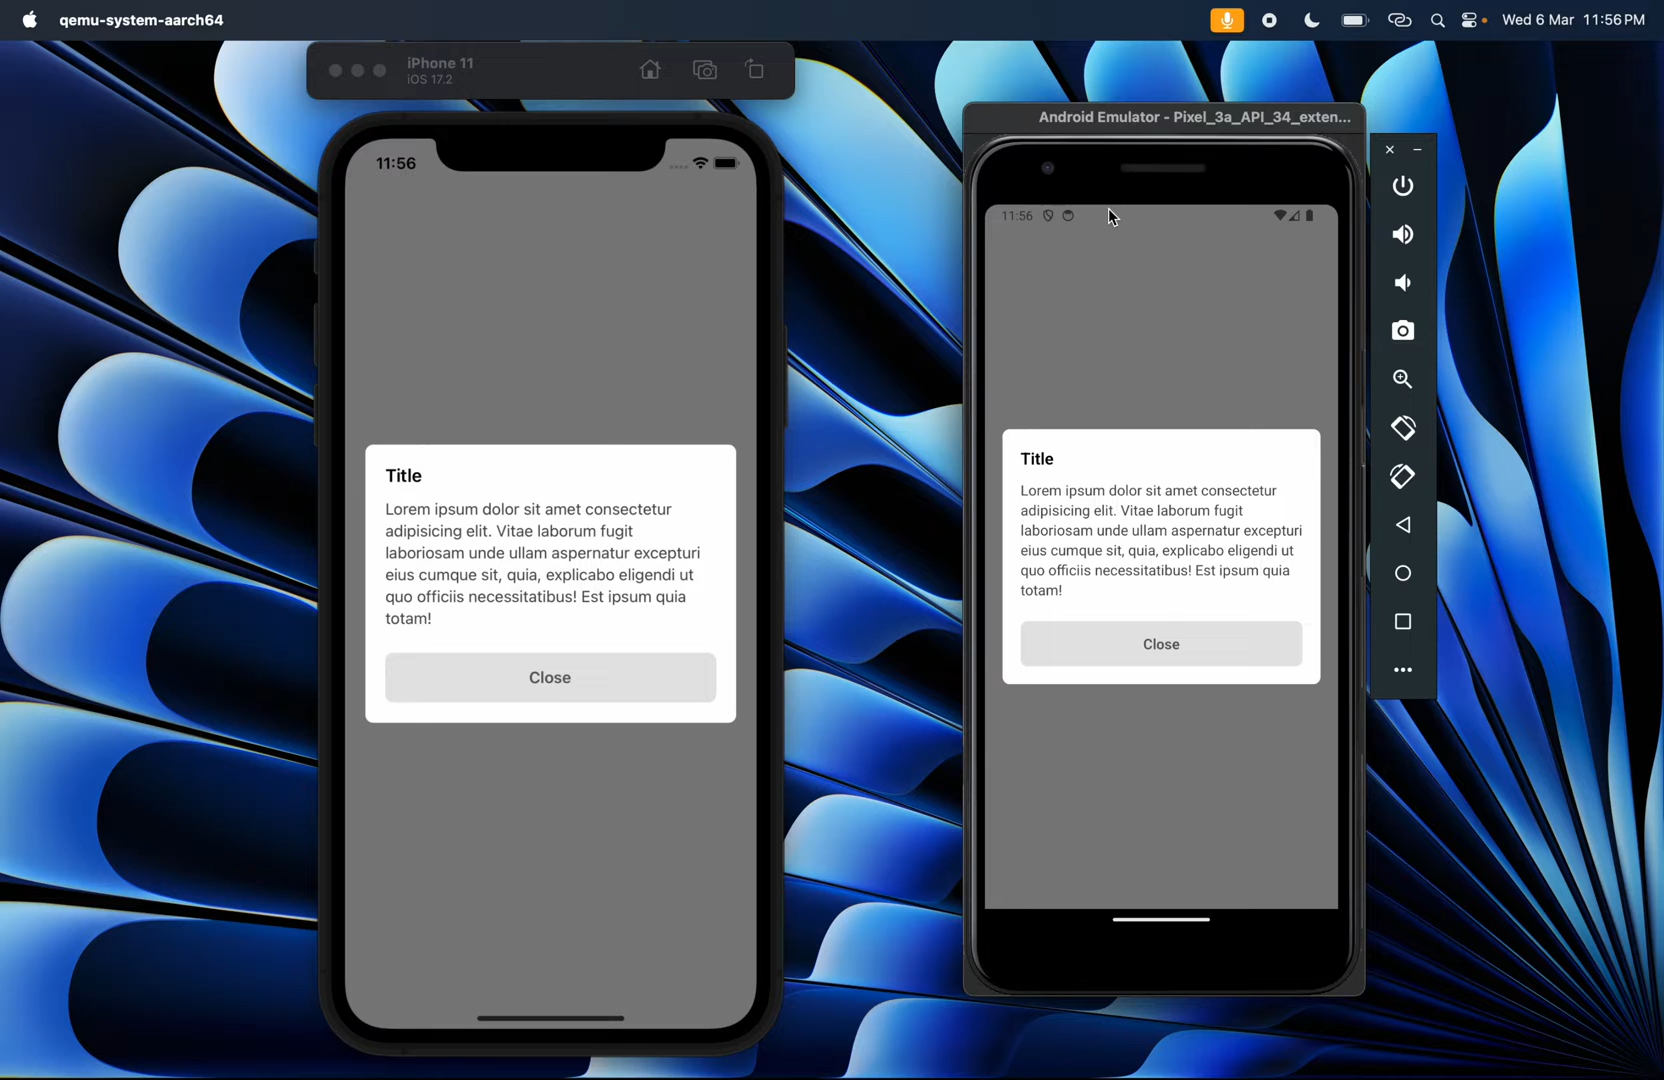 qemu-system-aarch64
Wed 6 Mar 11:56 PM
iPhone 11
iOS 17.2
11:56
Title
Lorem ipsum dolor sit amet consectetur
adipisicing elit. Vitae laborum fugit
laboriosam unde ullam aspernatur excepturi
eius cumque sit, quia, explicabo eligendi ut
quo officiis necessitatibus! Est ipsum quia
totam!
Close
Android Emulator - Pixel_3a_API_34_exten...
11:56
Title
Lorem ipsum dolor sit amet consectetur
adipisicing elit. Vitae laborum fugit
laboriosam unde ullam aspernatur excepturi
eius cumque sit, quia, explicabo eligendi ut
quo officiis necessitatibus! Est ipsum quia
totam!
Close